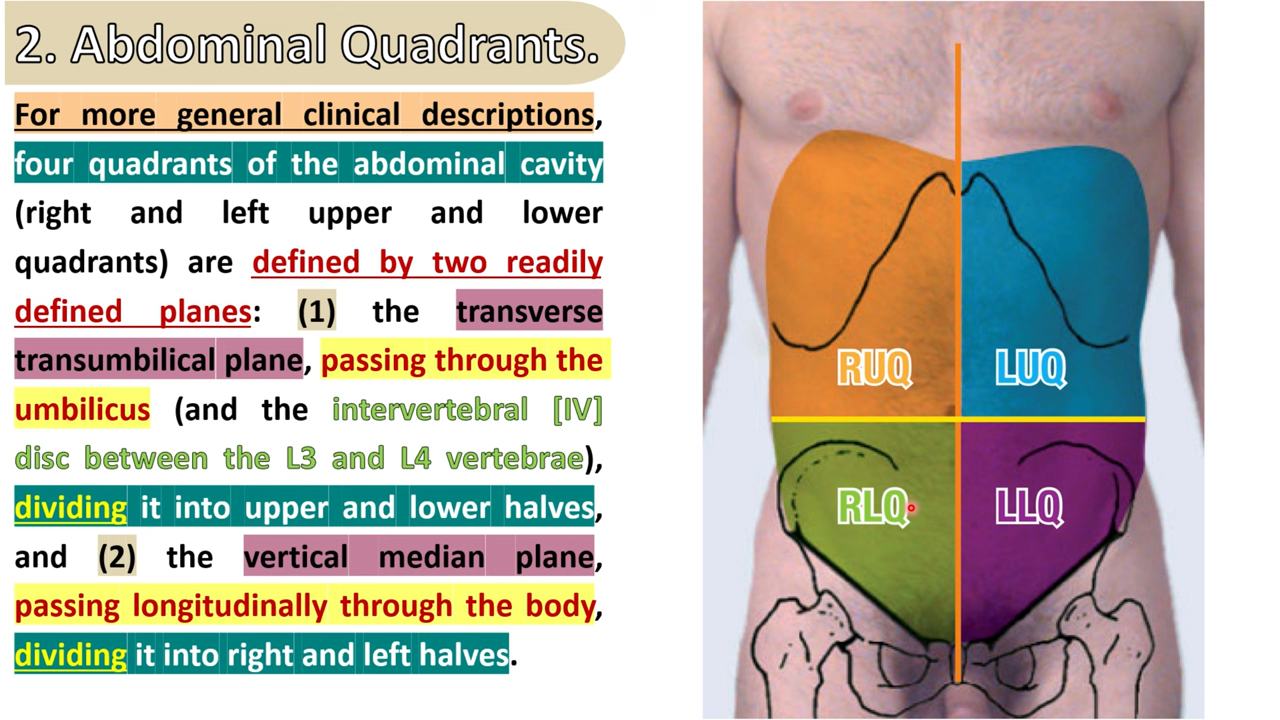 2. Abdominal Quadrants.
For more general clinical descriptions,
four quadrants of the abdominal cavity
(right and left upper and lower
quadrants) are defined by two readily
defined planes: (1) the transverse
transumbilical plane, passing through the
umbilicus (and the intervertebral [IV]
disc between the L3 and L4 vertebrae),
dividing it into upper and lower halves,
and (2) the vertical median plane,
passing longitudinally through the body,
dividing it into right and left halves.
RUQ LUQ
RLQ LLQ